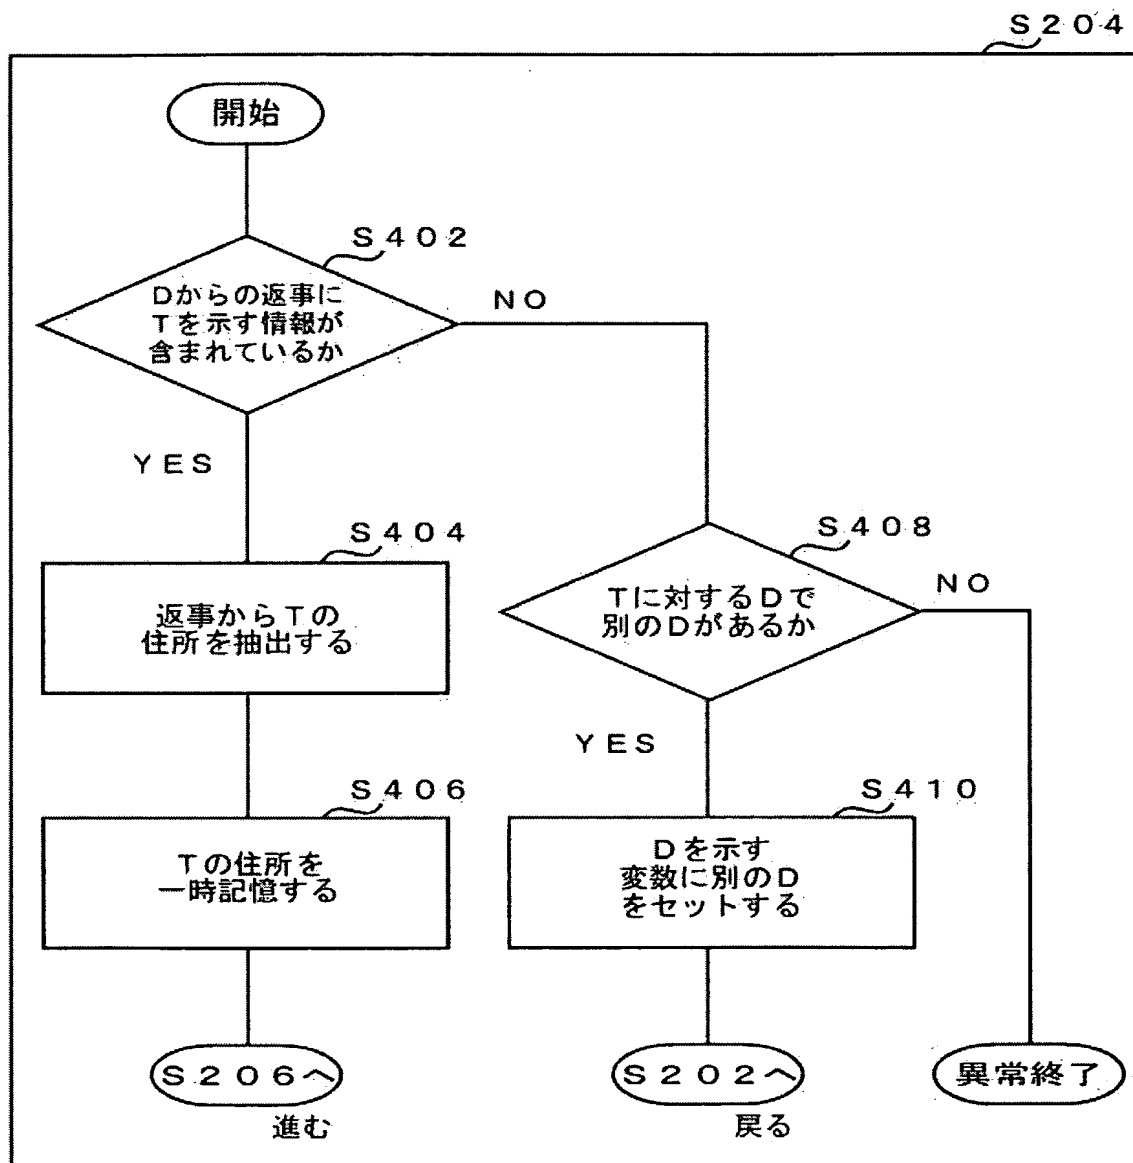 S204
開始
S402
Dからの返事に
Tを示す情報が
含まれているか
NO
YES
S404
返事からTの
住所を抽出する
S408
Tに対するDで
別のDがあるか
NO
YES
S406
Tの住所を
一時記憶する
S410
Dを示す
変数に別のD
をセットする
S206へ
進む
S202へ
戻る
異常終了